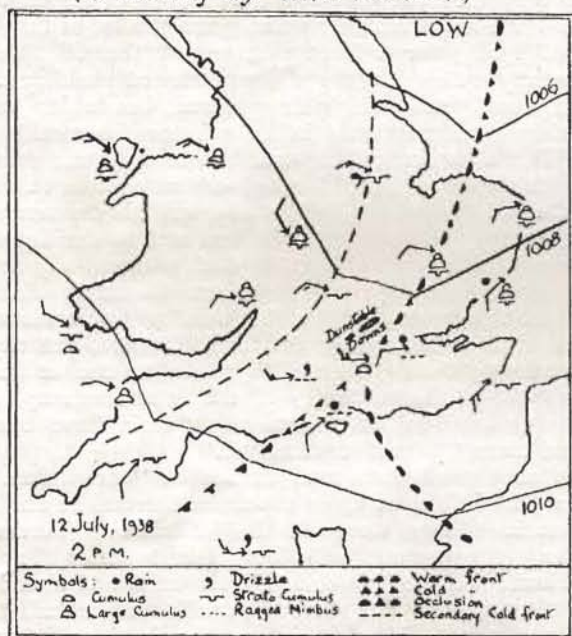 LOW
1006
1008
Dunstable
Downs
1010
12 July, 1938
2 P.M.
Symbols: Rain Drizzle Warm front
Cumulus Strato Cumulus Cold "
Large Cumulus Ragged Nimbus Occlusion "
Secondary Cold front